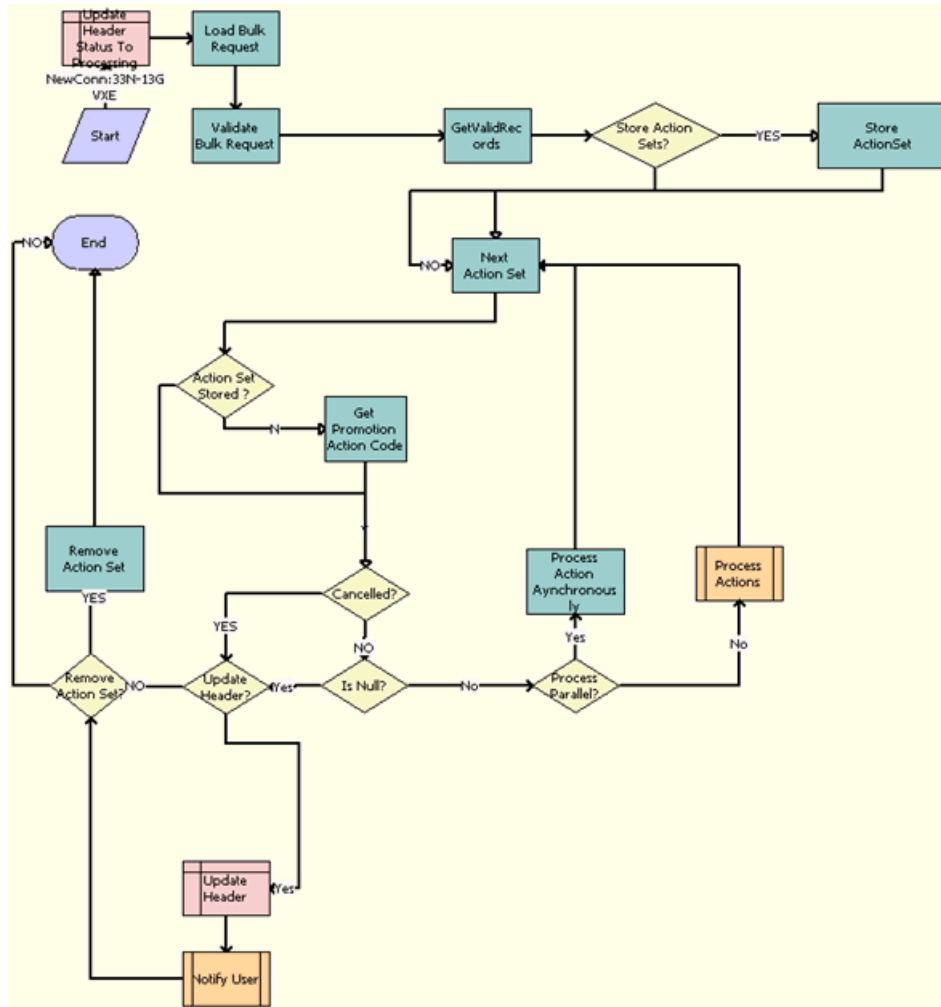 Update
Header
Status To
Processing
NewConn:33N-13G
VXE
Start
Load Bulk
Request
Validate
Bulk Request
GetValidRec
ords
Store Action
Sets?
YES
Store
ActionSet
NO
End
NO
Next
Action Set
Action Set
Stored ?
N
Get
Promotion
Action Code
Y
Remove
Action Set
YES
Cancelled?
YES
NO
Process
Action
Aynchronous
ly
Process
Actions
Yes
No
Remove
Action Set?
NO
Update
Header?
Yes
Is Null?
No
Process
Parallel?
Update
Header
Yes
Notify User